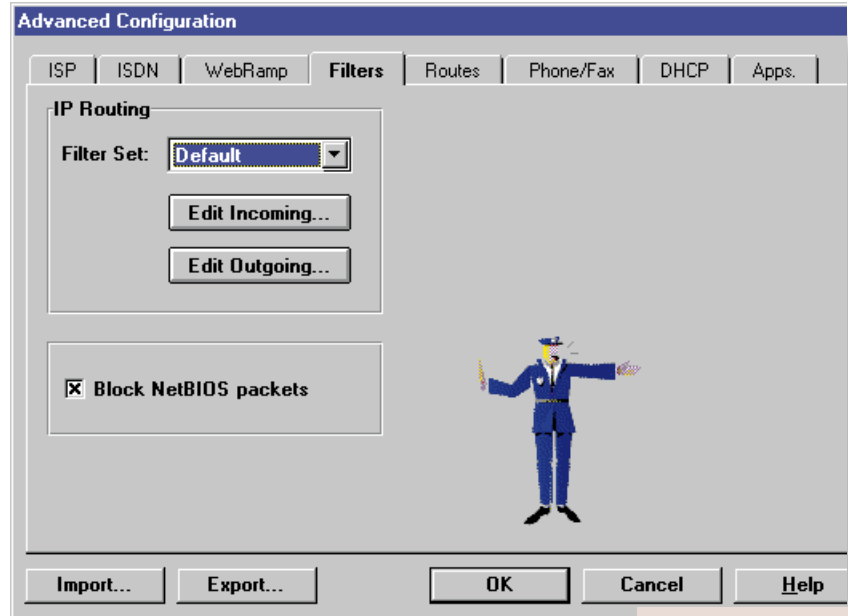 Advanced Configuration
ISP ISDN WebRamp Filters Routes Phone/Fax DHCP Apps.
IP Routing
Filter Set: Default
Edit Incoming...
Edit Outgoing...
Block NetBIOS packets
Import... Export... OK Cancel Help